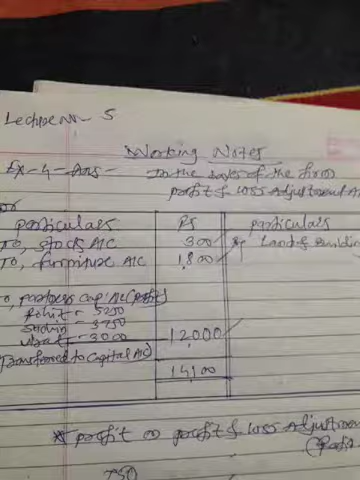 Lecture no - 5
Working Notes
Ex - 4 - Ans - In the books of the firm
profit & loss Adjustment A
particulars Rs particulars
To, stock A/C 300 By Land & Building
To, furniture A/C 1,800
To, partners cap. A/c (profit)
Rohit = 5250
Sachin = 3750
= 3000 12,000
(Transferred to Capital A/C)
14,100
* profit on profit & loss Adjustment
(Profit
750